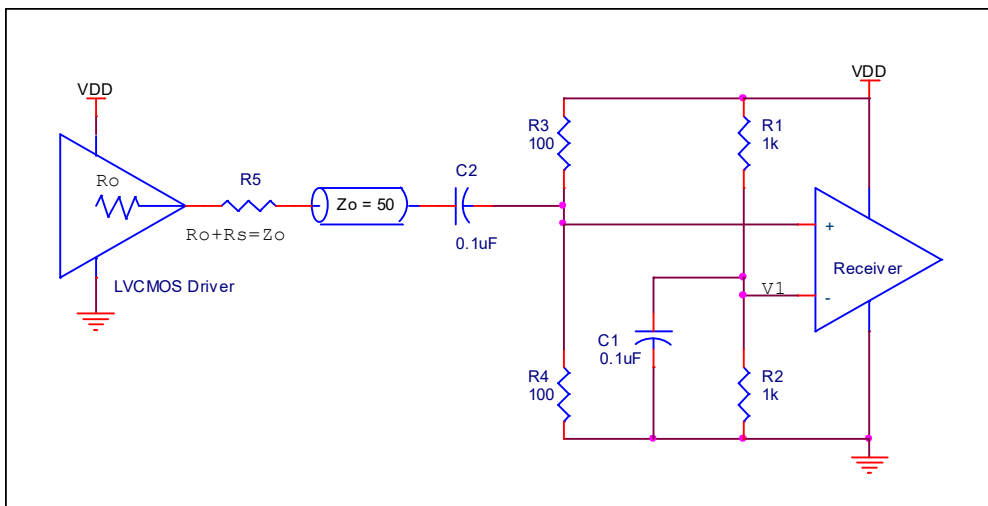 VDD
Ro
R5
Ro+Rs=Zo
LVCMOS Driver
Zo = 50
C2
0.1uF
VDD
R3
100
R1
1k
+
Receiver
V1
-
C1
0.1uF
R4
100
R2
1k